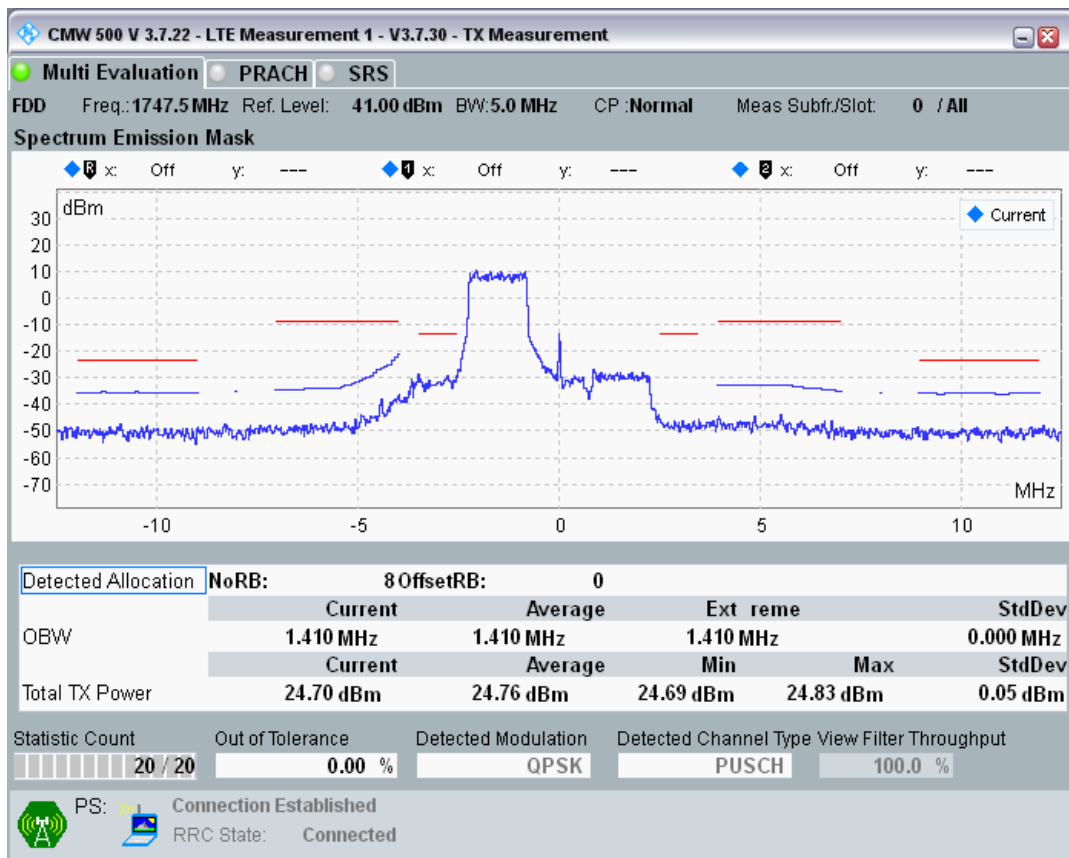 CMW 500 V 3.7.22 - LTE Measurement 1 - V3.7.30 - TX Measurement
Multi Evaluation PRACH SRS
FDD Freq.:1747.5 MHz Ref. Level: 41.00 dBm BW:5.0 MHz CP :Normal Meas Subfr./Slot: 0 / All
Spectrum Emission Mask
R x: Off y: --- 1 x: Off y: --- 2 x: Off y: ---
dBm
Current
30
20
10
0
-10
-20
-30
-40
-50
-60
-70
MHz
-10 -5 0 5 10
Detected Allocation NoRB: 8 OffsetRB: 0
Current Average Ext reme StdDev
OBW 1.410 MHz 1.410 MHz 1.410 MHz 0.000 MHz
Current Average Min Max StdDev
Total TX Power 24.70 dBm 24.76 dBm 24.69 dBm 24.83 dBm 0.05 dBm
Statistic Count Out of Tolerance Detected Modulation Detected Channel Type View Filter Throughput
20 / 20 0.00 % QPSK PUSCH 100.0 %
PS: Connection Established
RRC State: Connected